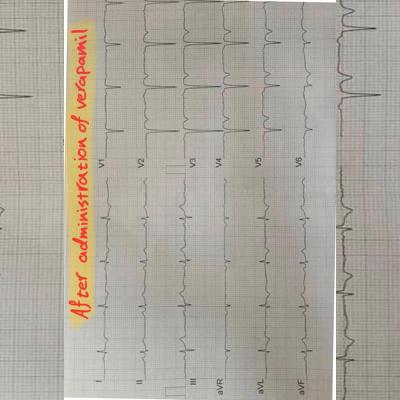 After administration of verapamil
V1
V2
V3
V4
V5
V6
I
II
III
aVR
aVL
aVF